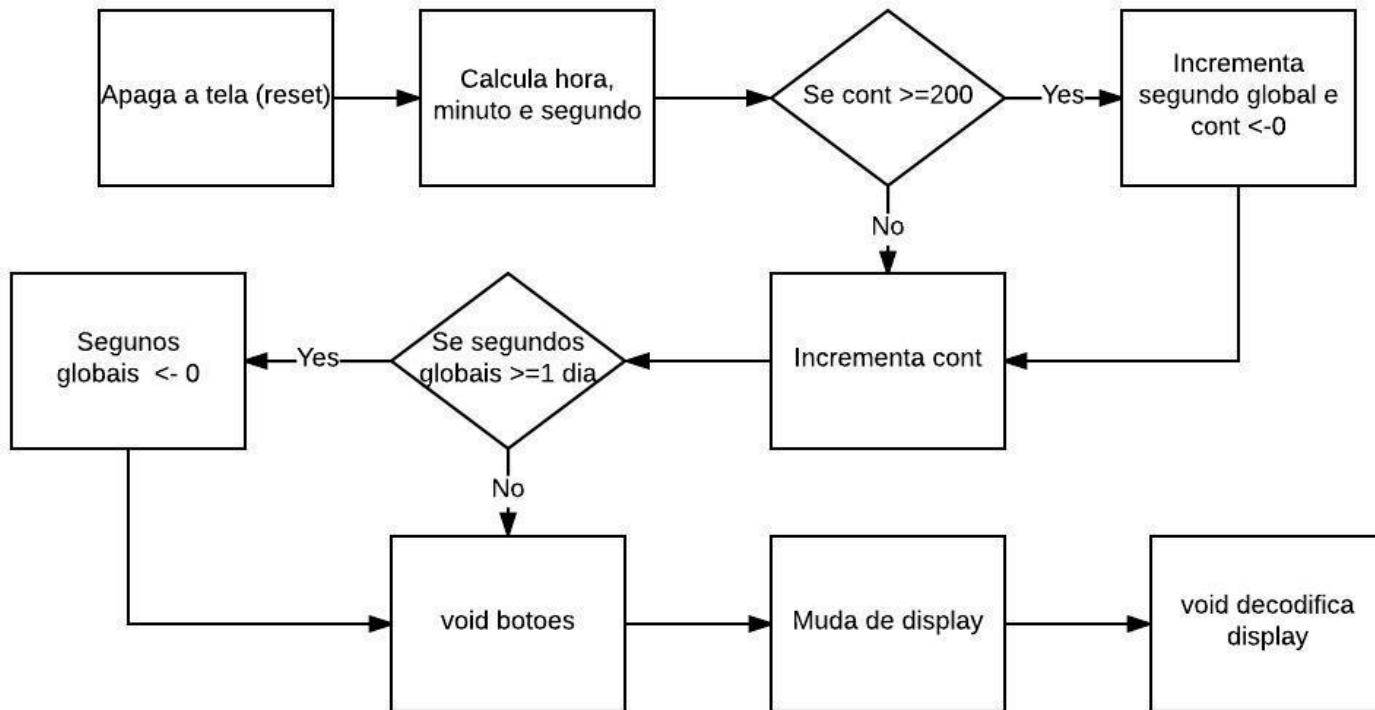 Apaga a tela (reset)
Calcula hora,
minuto e segundo
Se cont >=200
Yes
Incrementa
segundo global e
cont <-0
No
Segunos
globais <- 0
Yes
Se segundos
globais >=1 dia
Incrementa cont
No
void botoes
Muda de display
void decodifica
display